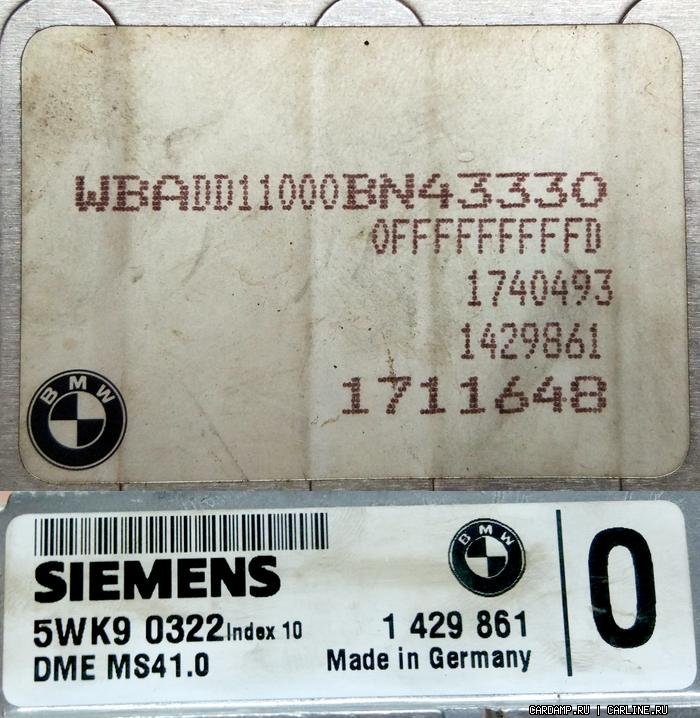 WBADD11000BN43330
0FFFFFFFFFFD
1740493
1429861
1711648
BMW
SIEMENS
BMW
0
5WK9 0322 Index 10 1 429 861
DME MS41.0 Made in Germany
CARDAMP.RU | CARLINE.RU